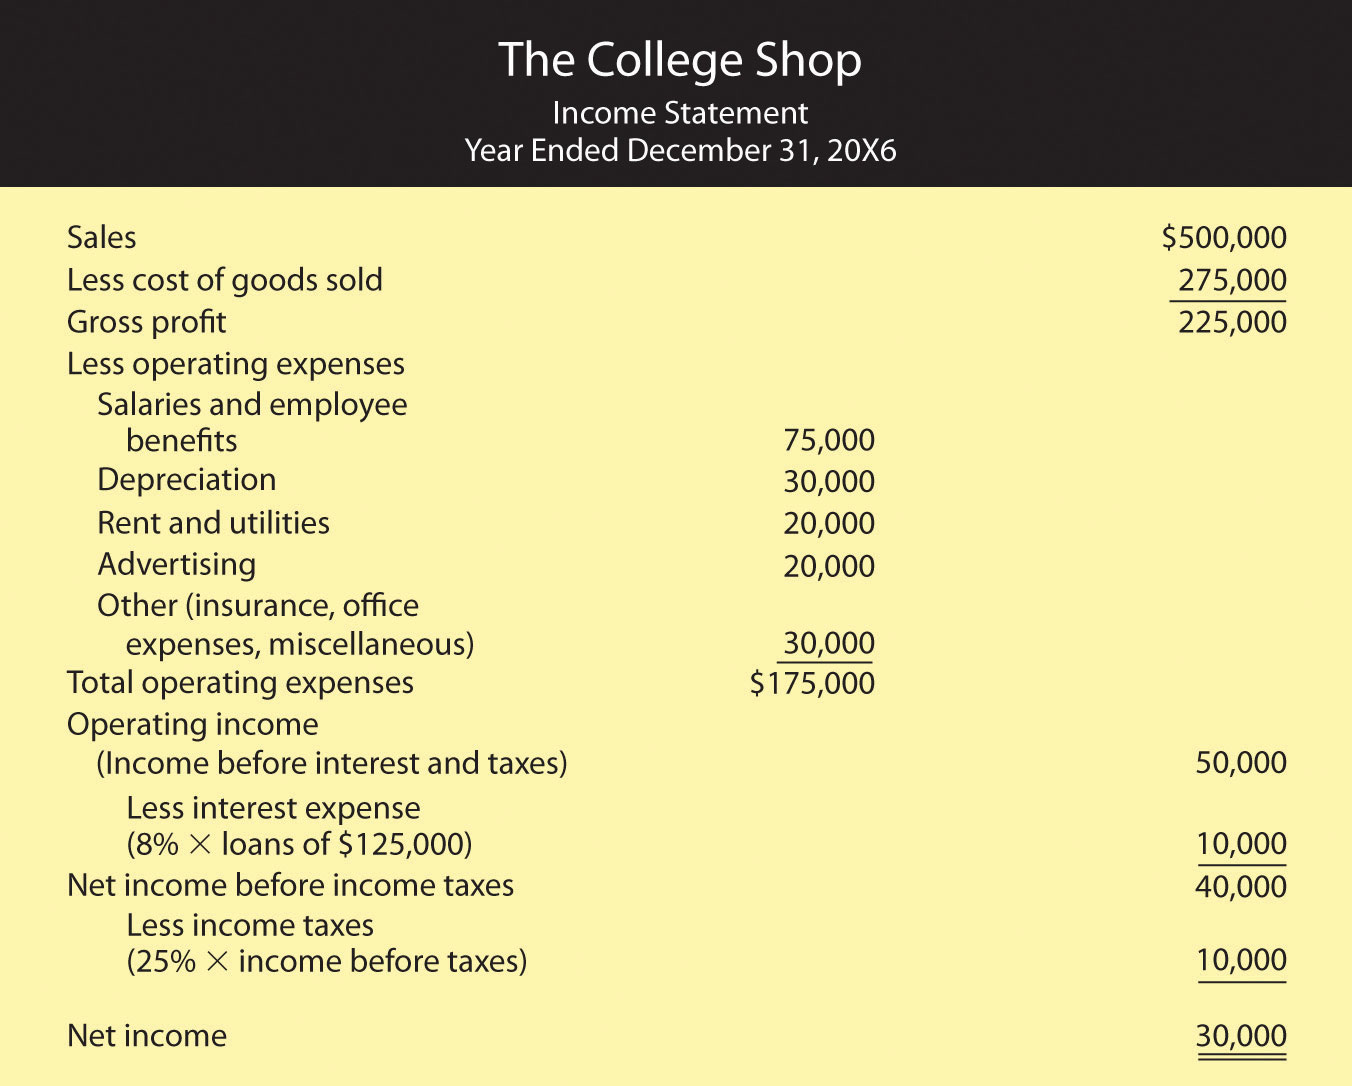 The College Shop
Income Statement
Year Ended December 31, 20X6
Sales $500,000
Less cost of goods sold 275,000
Gross profit 225,000
Less operating expenses
Salaries and employee
benefits 75,000
Depreciation 30,000
Rent and utilities 20,000
Advertising 20,000
Other (insurance, office
expenses, miscellaneous) 30,000
Total operating expenses $175,000
Operating income
(Income before interest and taxes) 50,000
Less interest expense
(8% × loans of $125,000) 10,000
Net income before income taxes 40,000
Less income taxes
(25% × income before taxes) 10,000
Net income 30,000